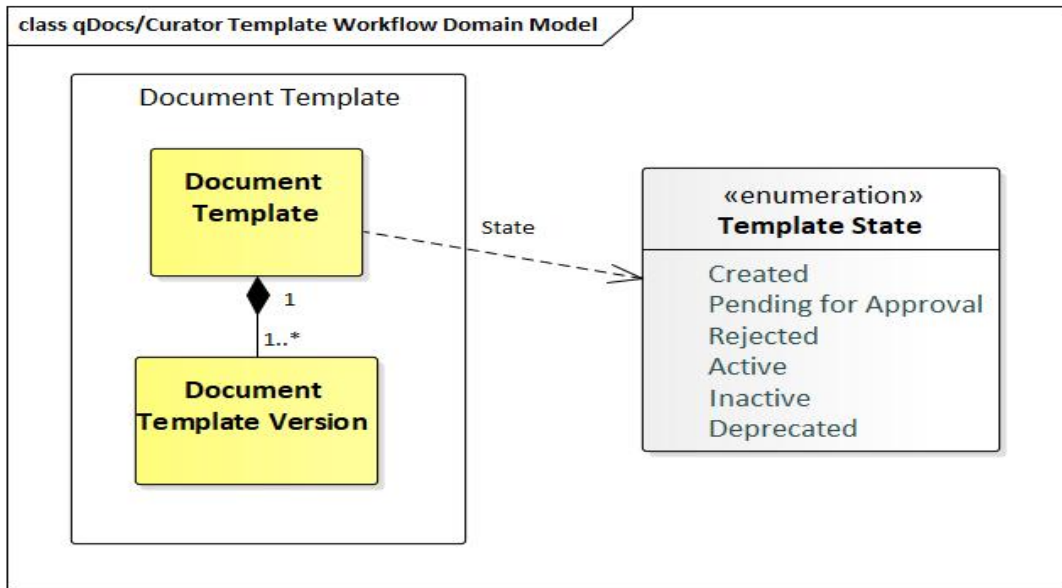 class qDocs/Curator Template Workflow Domain Model
Document Template
Document
Template
State
1
1..*
Document
Template Version
«enumeration»
Template State
Created
Pending for Approval
Rejected
Active
Inactive
Deprecated